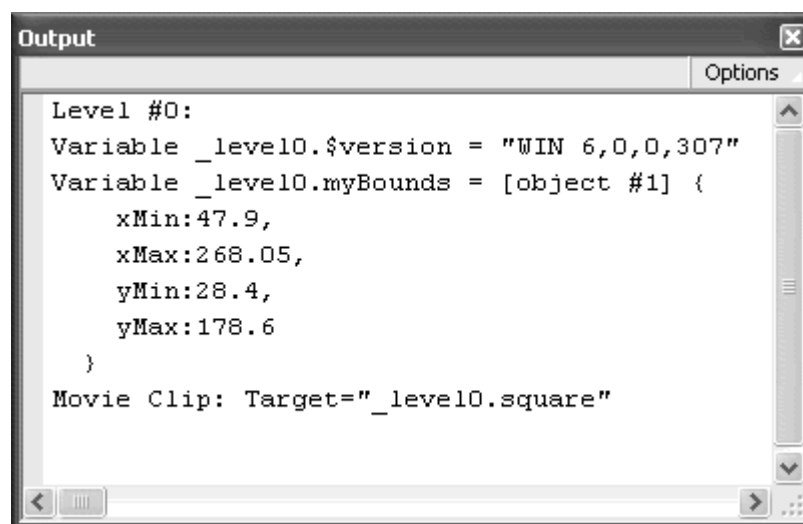 Output
Options
Level #0:
Variable _level0.$version = "WIN 6,0,0,307"
Variable _level0.myBounds = [object #1] {
    xMin:47.9,
    xMax:268.05,
    yMin:28.4,
    yMax:178.6
  }
Movie Clip: Target="_level0.square"